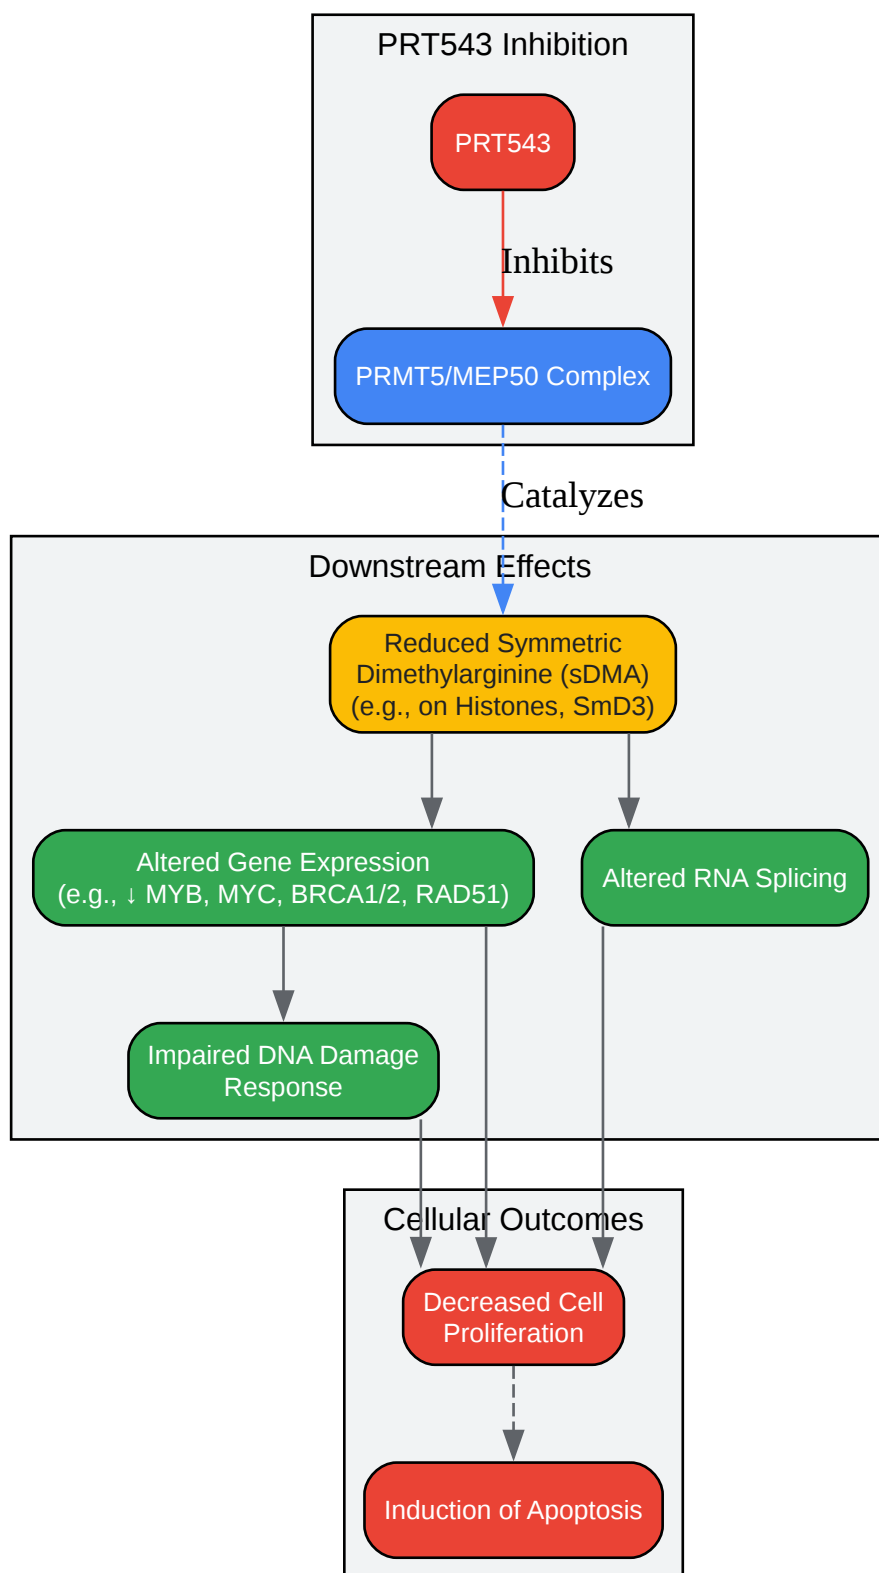 PRT543 Inhibition
PRT543
Inhibits
PRMT5/MEP50 Complex
Catalyzes
Downstream Effects
Reduced Symmetric
Dimethylarginine (sDMA)
(e.g., on Histones, SmD3)
Altered Gene Expression
(e.g., ↓ MYB, MYC, BRCA1/2, RAD51)
Altered RNA Splicing
Impaired DNA Damage
Response
Cellular Outcomes
Decreased Cell
Proliferation
Induction of Apoptosis